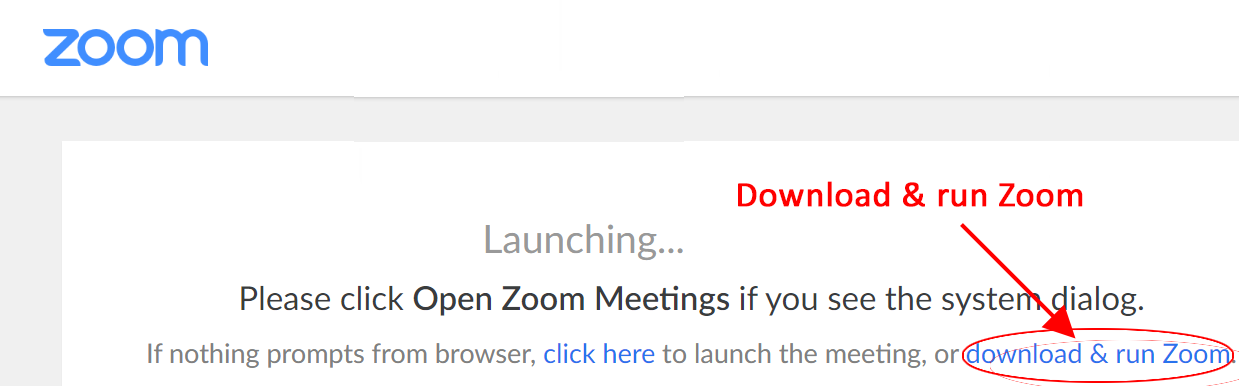 zoom
Download & run Zoom
Launching...
Please click Open Zoom Meetings if you see the system dialog.
If nothing prompts from browser, click here to launch the meeting, or download & run Zoom.